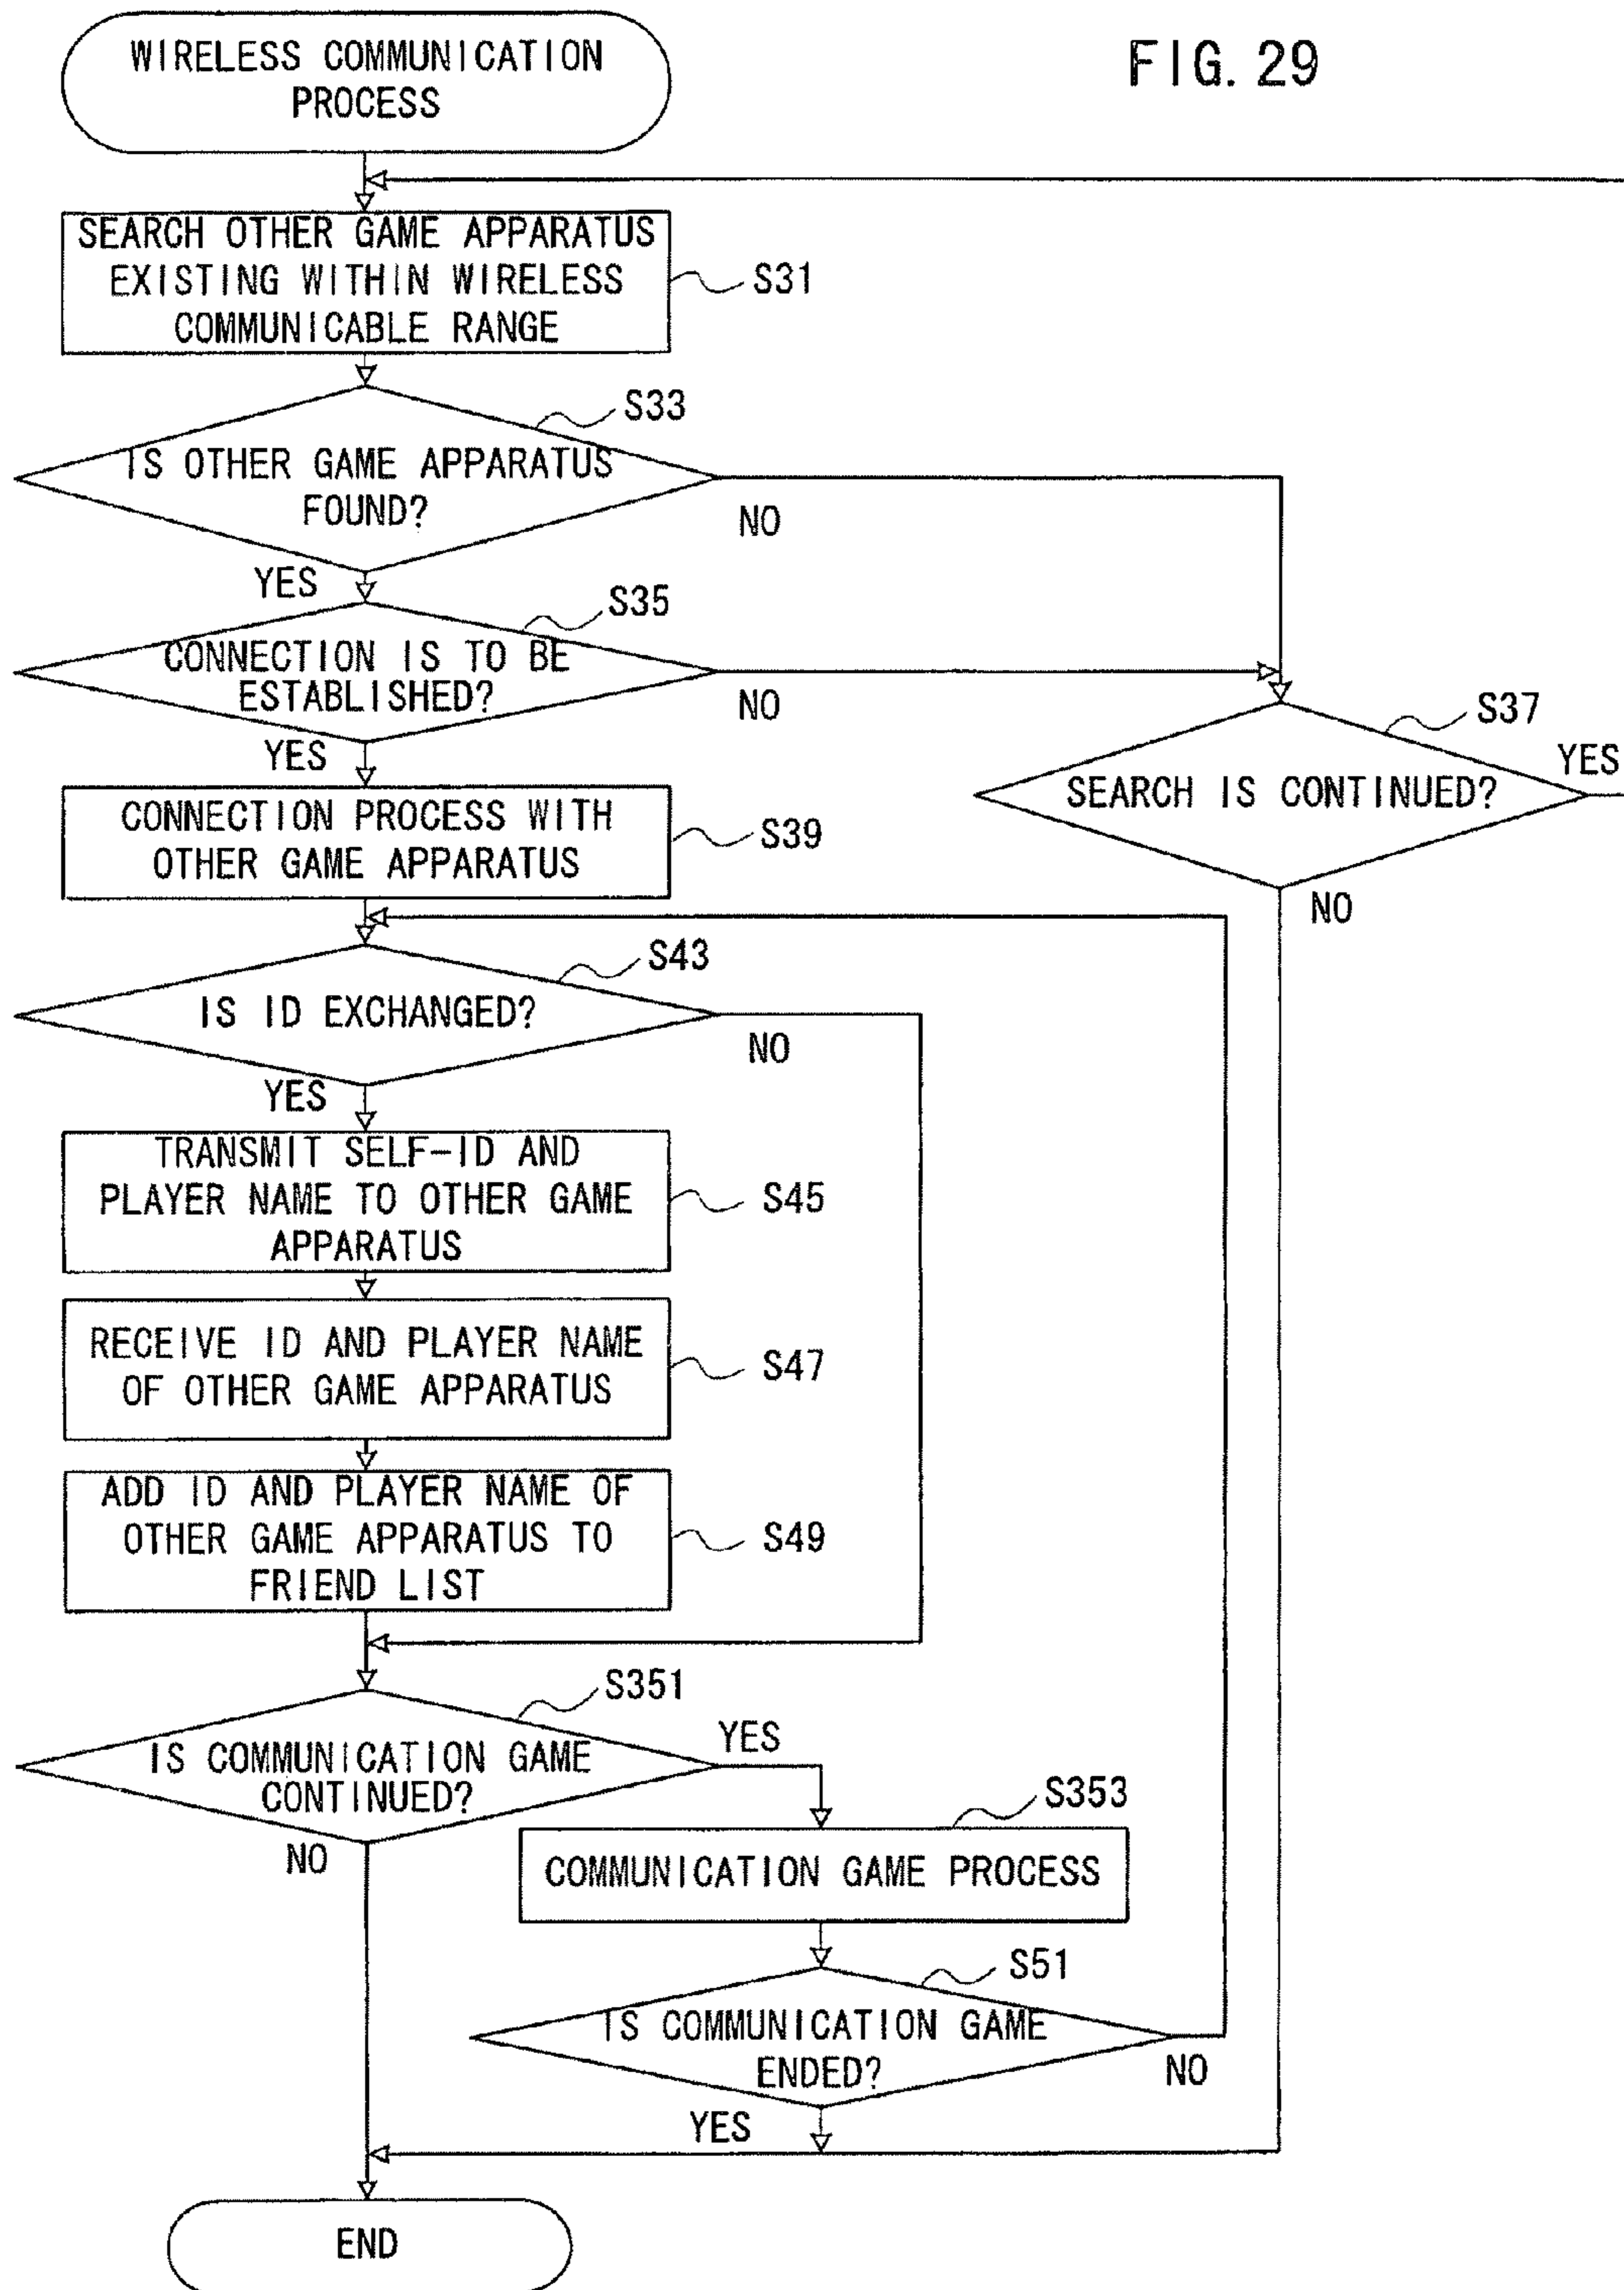 WIRELESS COMMUNICATION
PROCESS
FIG. 29
SEARCH OTHER GAME APPARATUS
EXISTING WITHIN WIRELESS
COMMUNICABLE RANGE
S31
S33
IS OTHER GAME APPARATUS
FOUND?
NO
YES
S35
CONNECTION IS TO BE
ESTABLISHED?
NO
YES
S37
SEARCH IS CONTINUED?
YES
NO
CONNECTION PROCESS WITH
OTHER GAME APPARATUS
S39
S43
IS ID EXCHANGED?
NO
YES
TRANSMIT SELF-ID AND
PLAYER NAME TO OTHER GAME
APPARATUS
S45
RECEIVE ID AND PLAYER NAME
OF OTHER GAME APPARATUS
S47
ADD ID AND PLAYER NAME OF
OTHER GAME APPARATUS TO
FRIEND LIST
S49
S351
IS COMMUNICATION GAME
CONTINUED?
YES
NO
S353
COMMUNICATION GAME PROCESS
S51
IS COMMUNICATION GAME
ENDED?
NO
YES
END